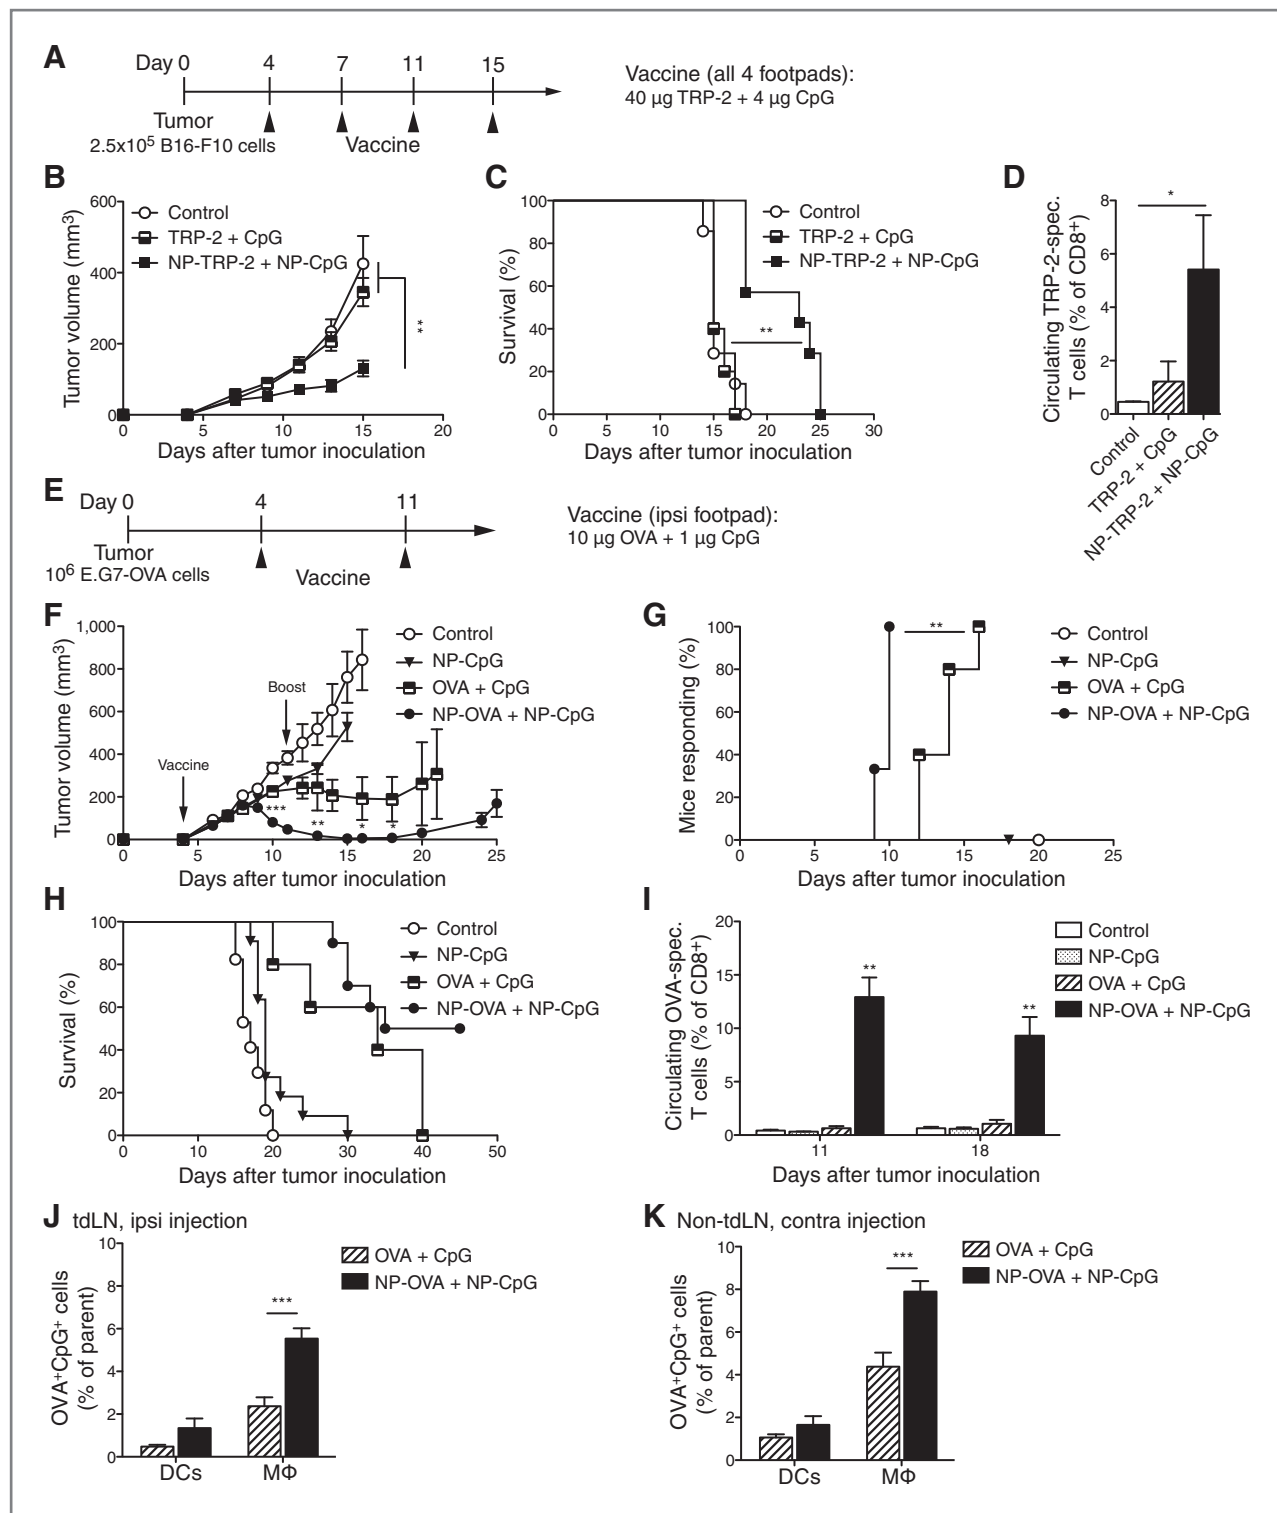 A
Day 0 4 7 11 15
Tumor
2.5x10⁵ B16-F10 cells
Vaccine
Vaccine (all 4 footpads):
40 µg TRP-2 + 4 µg CpG
B
Tumor volume (mm³)
600
400
200
0
0 5 10 15 20
Days after tumor inoculation
Control
TRP-2 + CpG
NP-TRP-2 + NP-CpG
**
C
Survival (%)
100
80
60
40
20
0
0 5 10 15 20 25 30
Days after tumor inoculation
Control
TRP-2 + CpG
NP-TRP-2 + NP-CpG
**
D
Circulating TRP-2-spec.
T cells (% of CD8⁺)
8
6
4
2
0
*
Control
TRP-2 + CpG
NP-TRP-2 + NP-CpG
E
Day 0 4 11
Tumor
10⁶ E.G7-OVA cells
Vaccine
Vaccine (ipsi footpad):
10 µg OVA + 1 µg CpG
F
Tumor volume (mm³)
1,000
800
600
400
200
0
0 5 10 15 20 25
Days after tumor inoculation
Vaccine
Boost
Control
NP-CpG
OVA + CpG
NP-OVA + NP-CpG
***
**
*
*
G
Mice responding (%)
100
80
60
40
20
0
0 5 10 15 20 25
Days after tumor inoculation
**
Control
NP-CpG
OVA + CpG
NP-OVA + NP-CpG
H
Survival (%)
100
80
60
40
20
0
0 10 20 30 40 50
Days after tumor inoculation
Control
NP-CpG
OVA + CpG
NP-OVA + NP-CpG
I
Circulating OVA-spec.
T cells (% of CD8⁺)
20
15
10
5
0
11 18
Days after tumor inoculation
**
**
Control
NP-CpG
OVA + CpG
NP-OVA + NP-CpG
J tdLN, ipsi injection
OVA⁺CpG⁺ cells
(% of parent)
10
8
6
4
2
0
DCs MΦ
***
OVA + CpG
NP-OVA + NP-CpG
K Non-tdLN, contra injection
OVA⁺CpG⁺ cells
(% of parent)
10
8
6
4
2
0
DCs MΦ
***
OVA + CpG
NP-OVA + NP-CpG